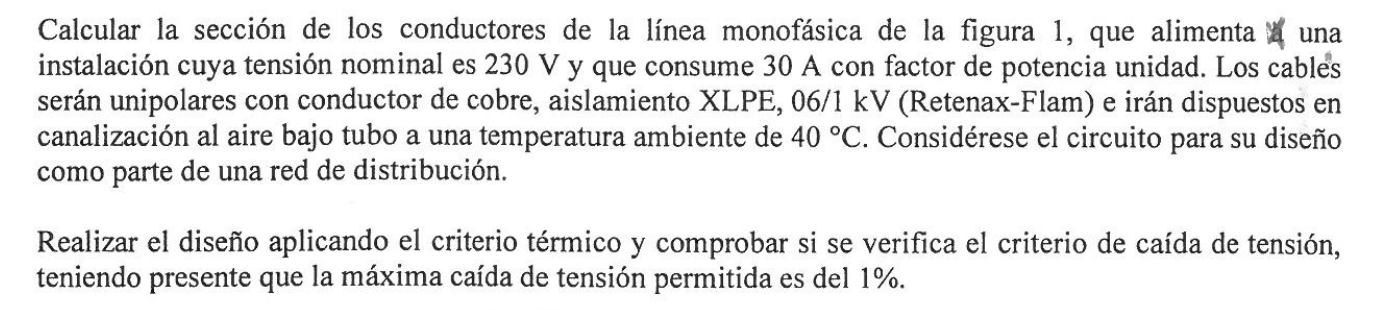 Calcular la sección de los conductores de la línea monofásica de la figura 1, que alimenta una
instalación cuya tensión nominal es 230 V y que consume 30 A con factor de potencia unidad. Los cables
serán unipolares con conductor de cobre, aislamiento XLPE, 06/1 kV (Retenax-Flam) e irán dispuestos en
canalización al aire bajo tubo a una temperatura ambiente de 40 °C. Considérese el circuito para su diseño
como parte de una red de distribución.
Realizar el diseño aplicando el criterio térmico y comprobar si se verifica el criterio de caída de tensión,
teniendo presente que la máxima caída de tensión permitida es del 1%.